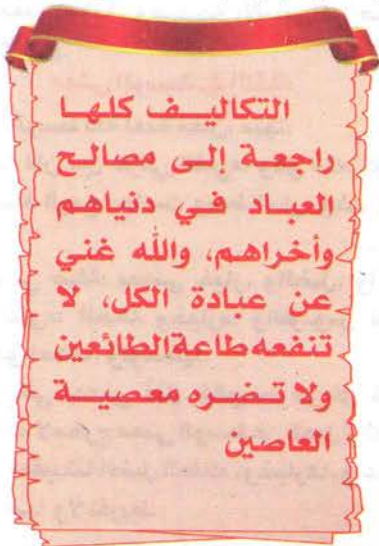 التكاليف كلها
راجعة إلى مصالح
العباد في دنياهم
وأخراهم، والله غني
عن عبادة الكل، لا
تنفعه طاعة الطائعين
ولا تضره معصية
العاصين